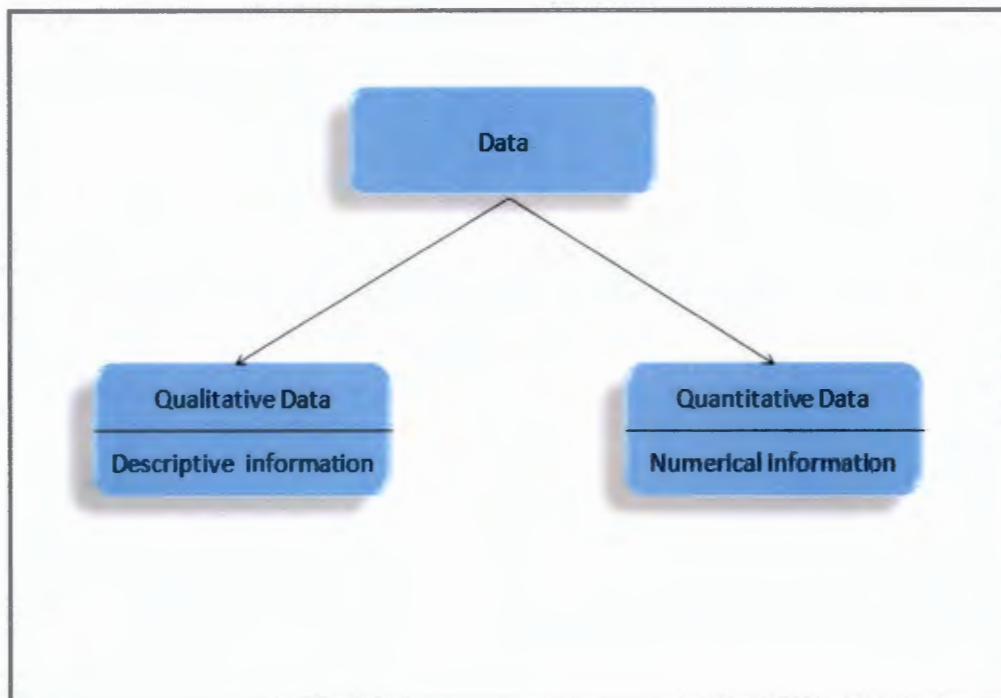 Data
Qualitative Data
Descriptive information
Quantitative Data
Numerical Information